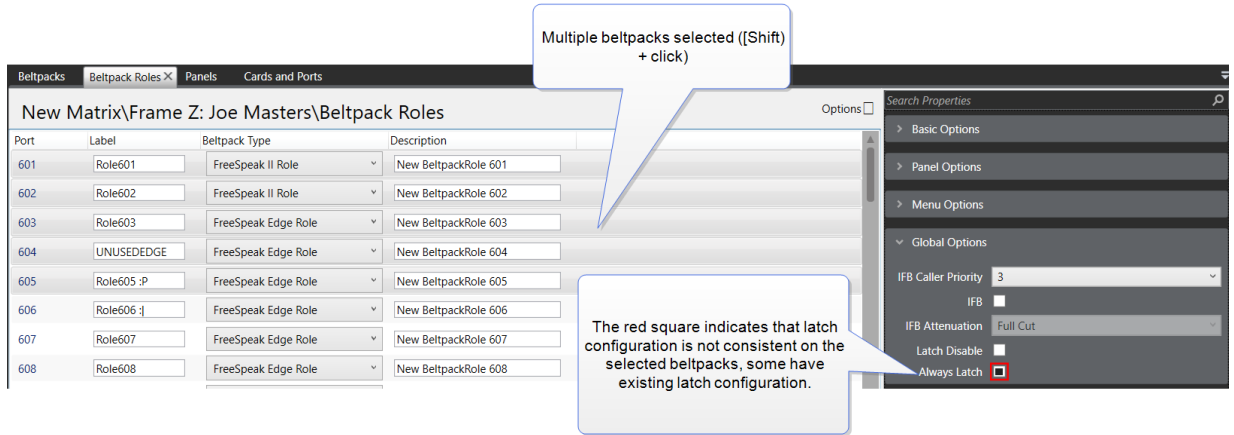 Multiple beltpacks selected ([Shift)
+ click)
Beltpacks Beltpack Roles X Panels Cards and Ports
New Matrix\Frame Z: Joe Masters\Beltpack Roles
Options
Port Label Beltpack Type Description
601 Role601 FreeSpeak II Role New BeltpackRole 601
602 Role602 FreeSpeak II Role New BeltpackRole 602
603 Role603 FreeSpeak Edge Role New BeltpackRole 603
604 UNUSEDEDGE FreeSpeak Edge Role New BeltpackRole 604
605 Role605 :P FreeSpeak Edge Role New BeltpackRole 605
606 Role606 :| FreeSpeak Edge Role New BeltpackRole 606
607 Role607 FreeSpeak Edge Role New BeltpackRole 607
608 Role608 FreeSpeak Edge Role New BeltpackRole 608
The red square indicates that latch
configuration is not consistent on the
selected beltpacks, some have
existing latch configuration.
Search Properties
Basic Options
Panel Options
Menu Options
Global Options
IFB Caller Priority 3
IFB
IFB Attenuation Full Cut
Latch Disable
Always Latch